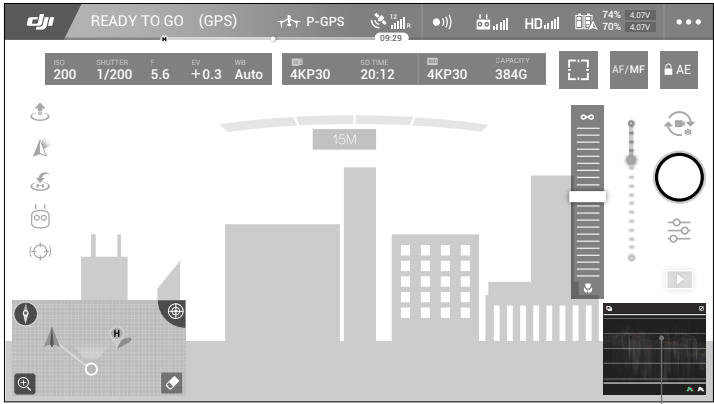 dji READY TO GO (GPS) P-GPS 12 R HD A 74% 4.07V
70% 4.07V
H 09:29
ISO SHUTTER F EV WB SD TIME CAPACITY
200 1/200 5.6 +0.3 Auto 4KP30 20:12 4KP30 384G AF/MF AE
15M
∞
H
H